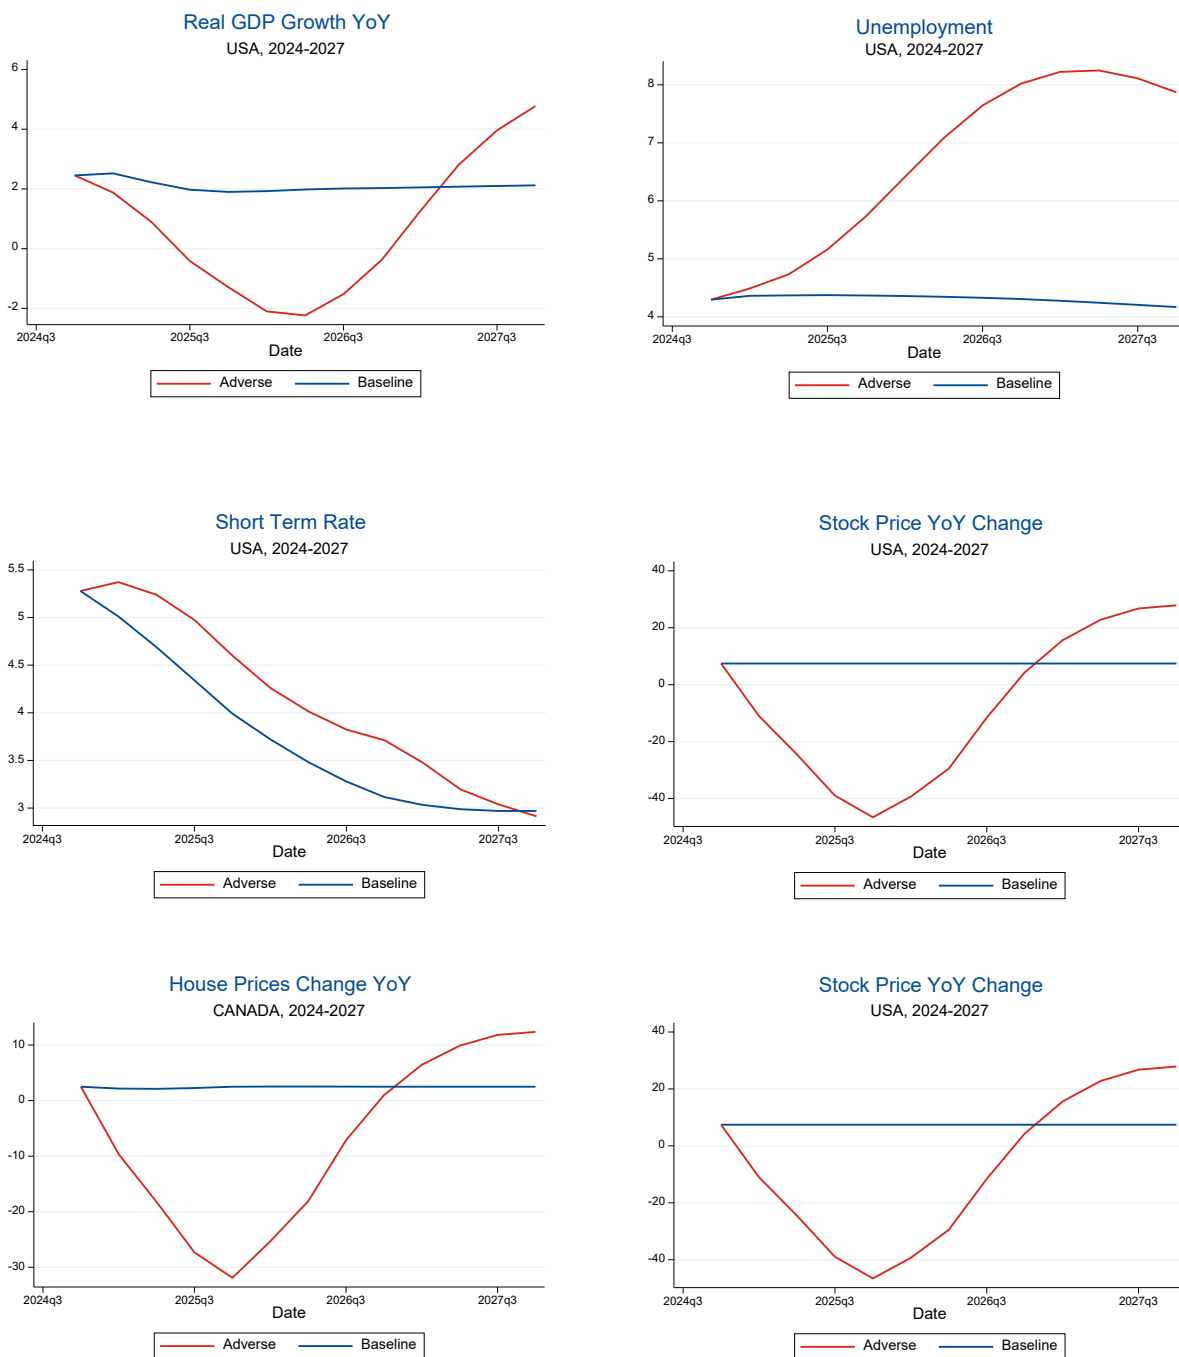 Real GDP Growth YoY
USA, 2024-2027
6
4
2
0
-2
2024q3 2025q3 2026q3 2027q3
Date
Adverse Baseline
Unemployment
USA, 2024-2027
8
7
6
5
4
2024q3 2025q3 2026q3 2027q3
Date
Adverse Baseline
Short Term Rate
USA, 2024-2027
5.5
5
4.5
4
3.5
3
2024q3 2025q3 2026q3 2027q3
Date
Adverse Baseline
Stock Price YoY Change
USA, 2024-2027
40
20
0
-20
-40
2024q3 2025q3 2026q3 2027q3
Date
Adverse Baseline
House Prices Change YoY
CANADA, 2024-2027
10
0
-10
-20
-30
2024q3 2025q3 2026q3 2027q3
Date
Adverse Baseline
Stock Price YoY Change
USA, 2024-2027
40
20
0
-20
-40
2024q3 2025q3 2026q3 2027q3
Date
Adverse Baseline